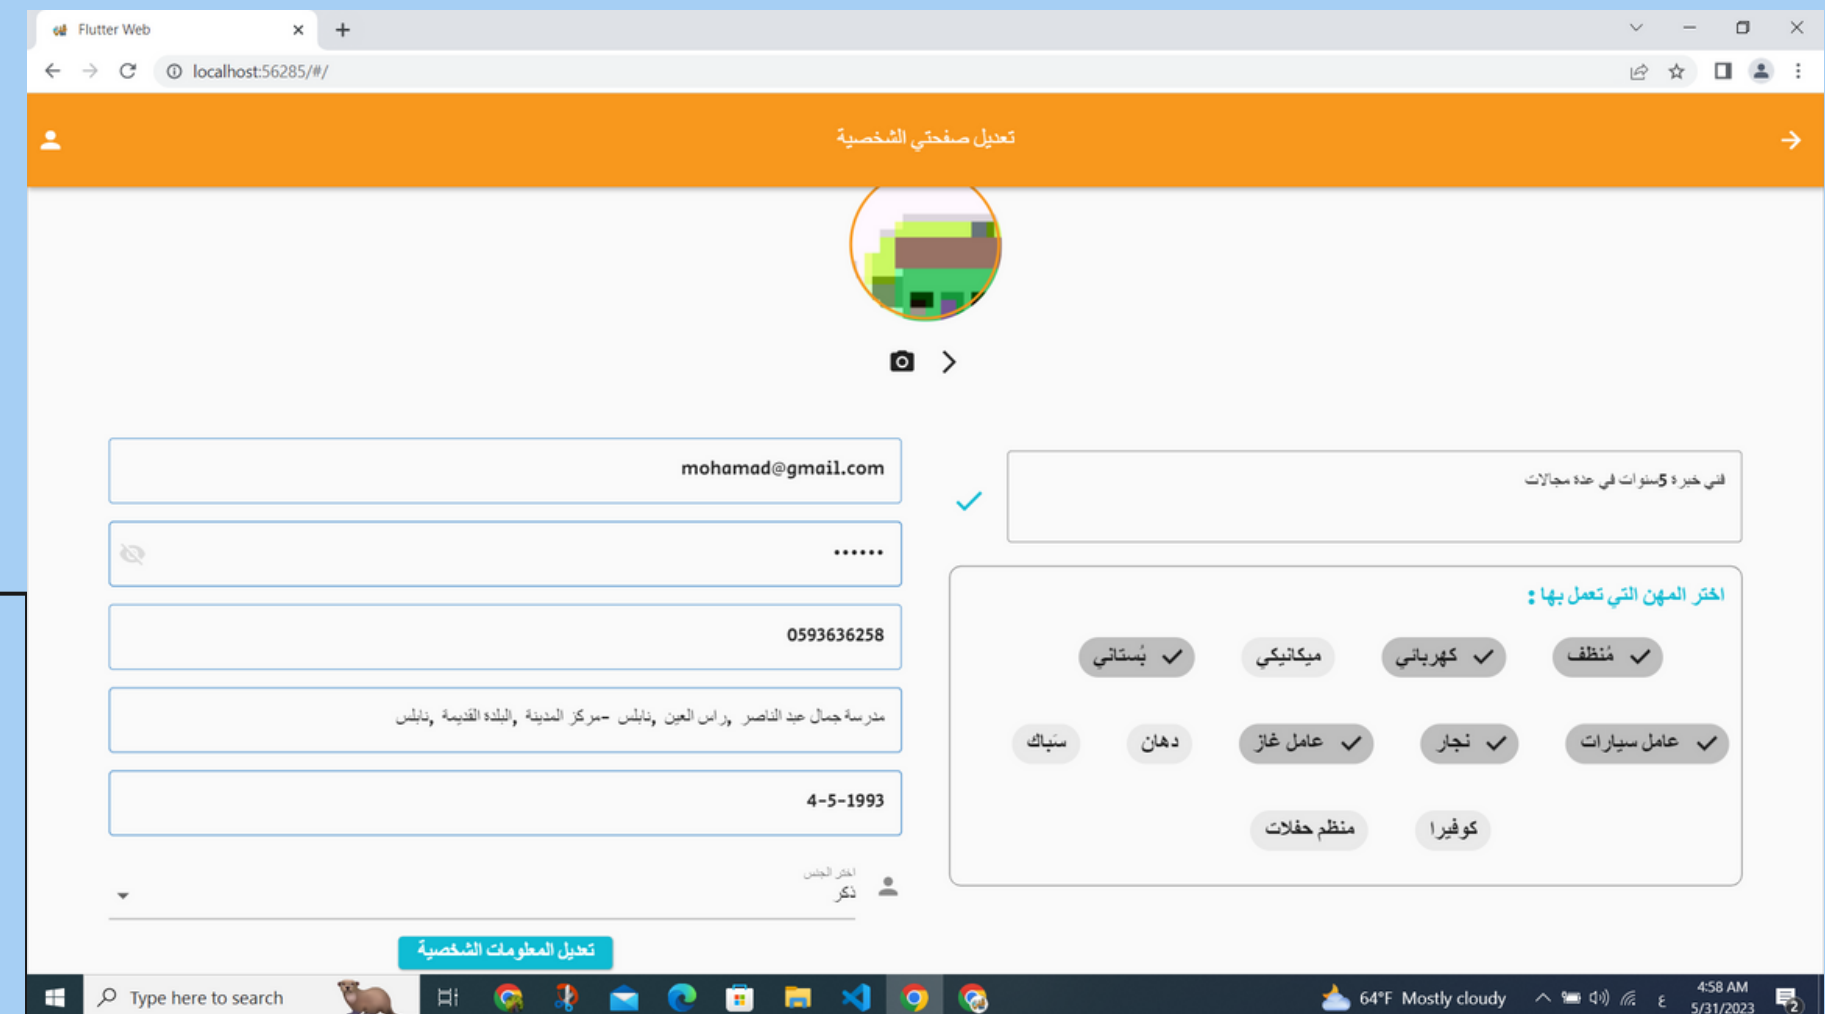 Flutter Web
localhost:56285/#/
تعديل صفحتي الشخصية
فني خبرة 5سنوات في عدة مجالات
اختر المهن التي تعمل بها :
مُنظف
كهربائي
ميكانيكي
بُستاني
عامل سيارات
نجار
عامل غاز
دهان
سَباك
كوفيرا
منظم حفلات
mohamad@gmail.com
••••••
0593636258
مدرسة جمال عبد الناصر ,راس العين ,نابلس -مركز المدينة ,البلدة القديمة ,نابلس
4-5-1993
اختر الجنس
ذكر
تعديل المعلومات الشخصية
Type here to search
64°F Mostly cloudy
ع
4:58 AM
5/31/2023
2